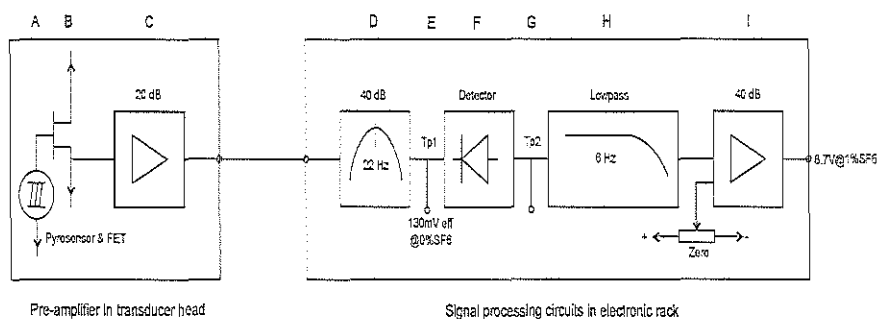 A B C D E F G H I
20 dB
40 dB
Detector
Lowpass
40 dB
Tp1
Tp2
22 Hz
6 Hz
8.7V@1%SF6
130mV eff
@0%SF6
Pyrosensor & FET
+ -
Zero
Pre-amplifier in transducer head
Signal processing circuits in electronic rack